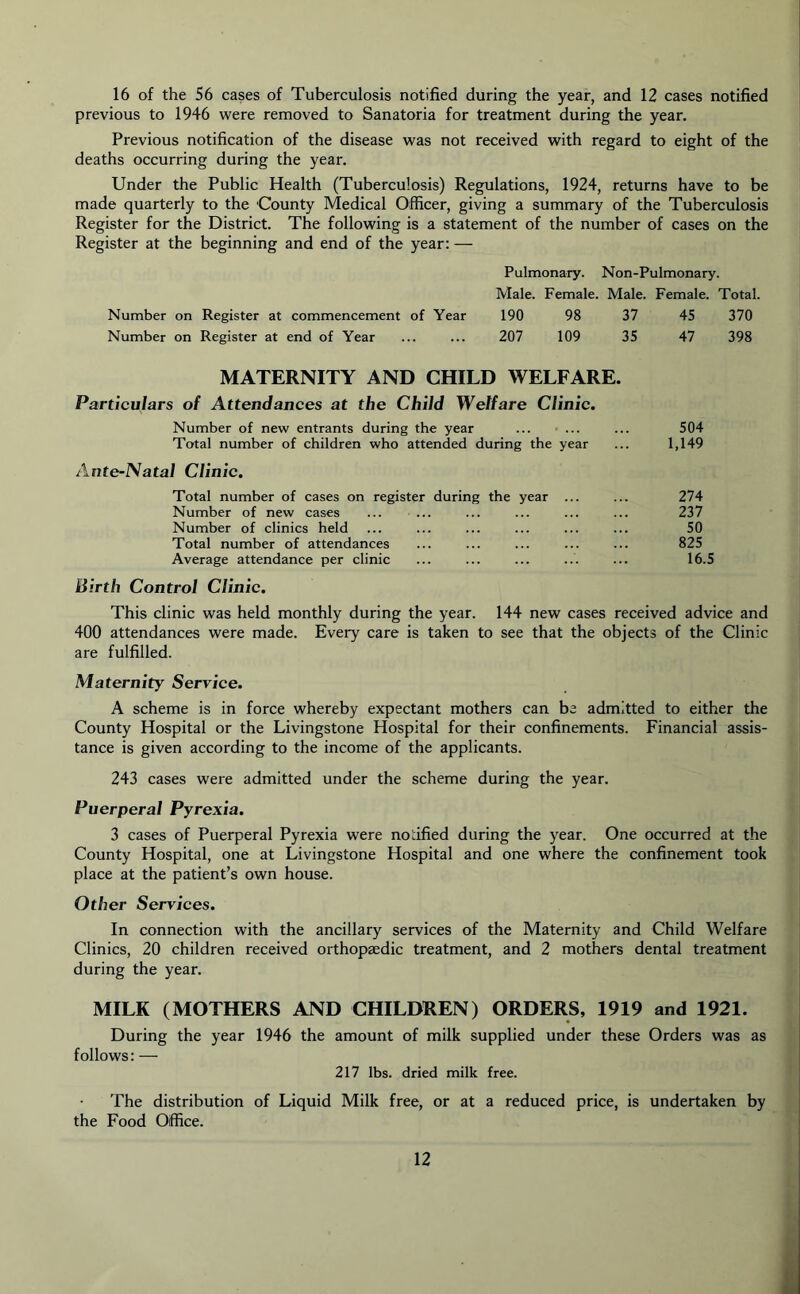 16 of the 56 cases of Tuberculosis notified during the year, and 12 cases notified
previous to 1946 were removed to Sanatoria for treatment during the year.
Previous notification of the disease was not received with regard to eight of the
deaths occurring during the year.
Under the Public Health (Tuberculosis) Regulations, 1924, returns have to be
made quarterly to the County Medical Officer, giving a summary of the Tuberculosis
Register for the District. The following is a statement of the number of cases on the
Register at the beginning and end of the year: —
Pulmonary. Non-Pulmonary.
Male. Female. Male. Female. Total.
Number on Register at commencement of Year 190 98 37 45 370
Number on Register at end of Year ... ... 207 109 35 47 398
MATERNITY AND CHILD WELFARE.
Particulars of Attendances at the Child Welfare Clinic.
Number of new entrants during the year ... ... ... 504
Total number of children who attended during the year ... 1,149
Ante-Natal Clinic.
Total number of cases on register during the year ... ... 274
Number of new cases ... ... ... ... ... ... 237
Number of clinics held ... ... ... ... ... ... 50
Total number of attendances ... ... ... ... ... 825
Average attendance per clinic ... ... ... ... ... 16.5
Birth Control Clinic.
This clinic was held monthly during the year. 144 new cases received advice and
400 attendances were made. Every care is taken to see that the objects of the Clinic
are fulfilled.
Maternity Service.
A scheme is in force whereby expectant mothers can be admitted to either the
County Hospital or the Livingstone Hospital for their confinements. Financial assis-
tance is given according to the income of the applicants.
243 cases were admitted under the scheme during the year.
Puerperal Pyrexia.
3 cases of Puerperal Pyrexia were notified during the year. One occurred at the
County Hospital, one at Livingstone Hospital and one where the confinement took
place at the patient's own house.
Other Services.
In connection with the ancillary services of the Maternity and Child Welfare
Clinics, 20 children received orthopædic treatment, and 2 mothers dental treatment
during the year.
MILK (MOTHERS AND CHILDREN) ORDERS, 1919 and 1921.
During the year 1946 the amount of milk supplied under these Orders was as
follows: —
217 lbs. dried milk free.
The distribution of Liquid Milk free, or at a reduced price, is undertaken by
the Food Office.
12